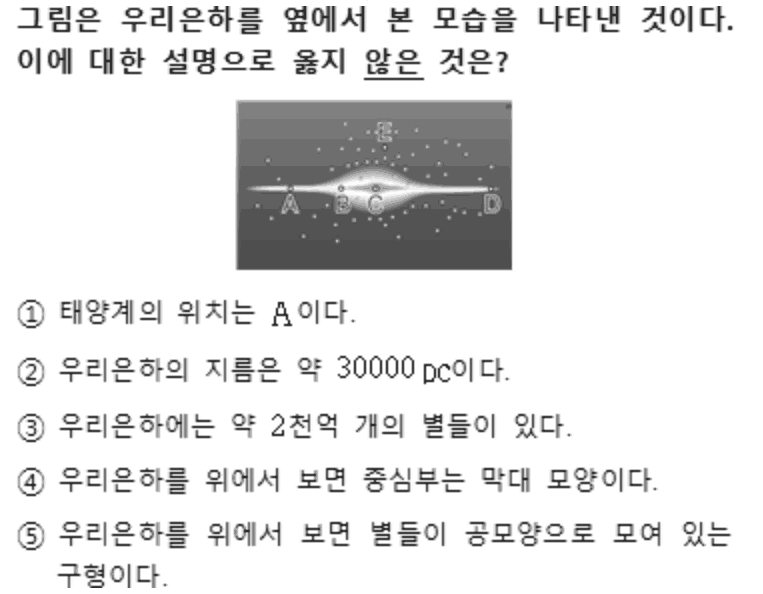 그림은 우리은하를 옆에서 본 모습을 나타낸 것이다.
이에 대한 설명으로 옳지 않은 것은?
E
A B C D
① 태양계의 위치는 A이다.
② 우리은하의 지름은 약 30000 pc이다.
③ 우리은하에는 약 2천억 개의 별들이 있다.
④ 우리은하를 위에서 보면 중심부는 막대 모양이다.
⑤ 우리은하를 위에서 보면 별들이 공모양으로 모여 있는
구형이다.